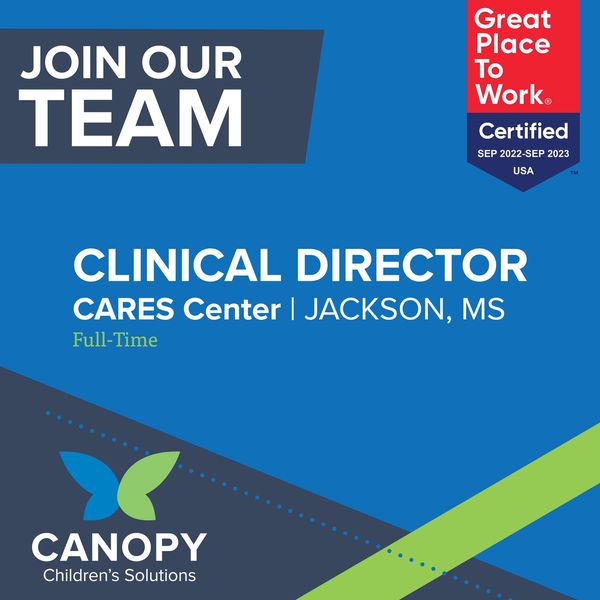 JOIN OUR
TEAM
Great
Place
To
Work®
Certified
SEP 2022-SEP 2023
USA
™
CLINICAL DIRECTOR
CARES Center | JACKSON, MS
Full-Time
CANOPY
Children's Solutions